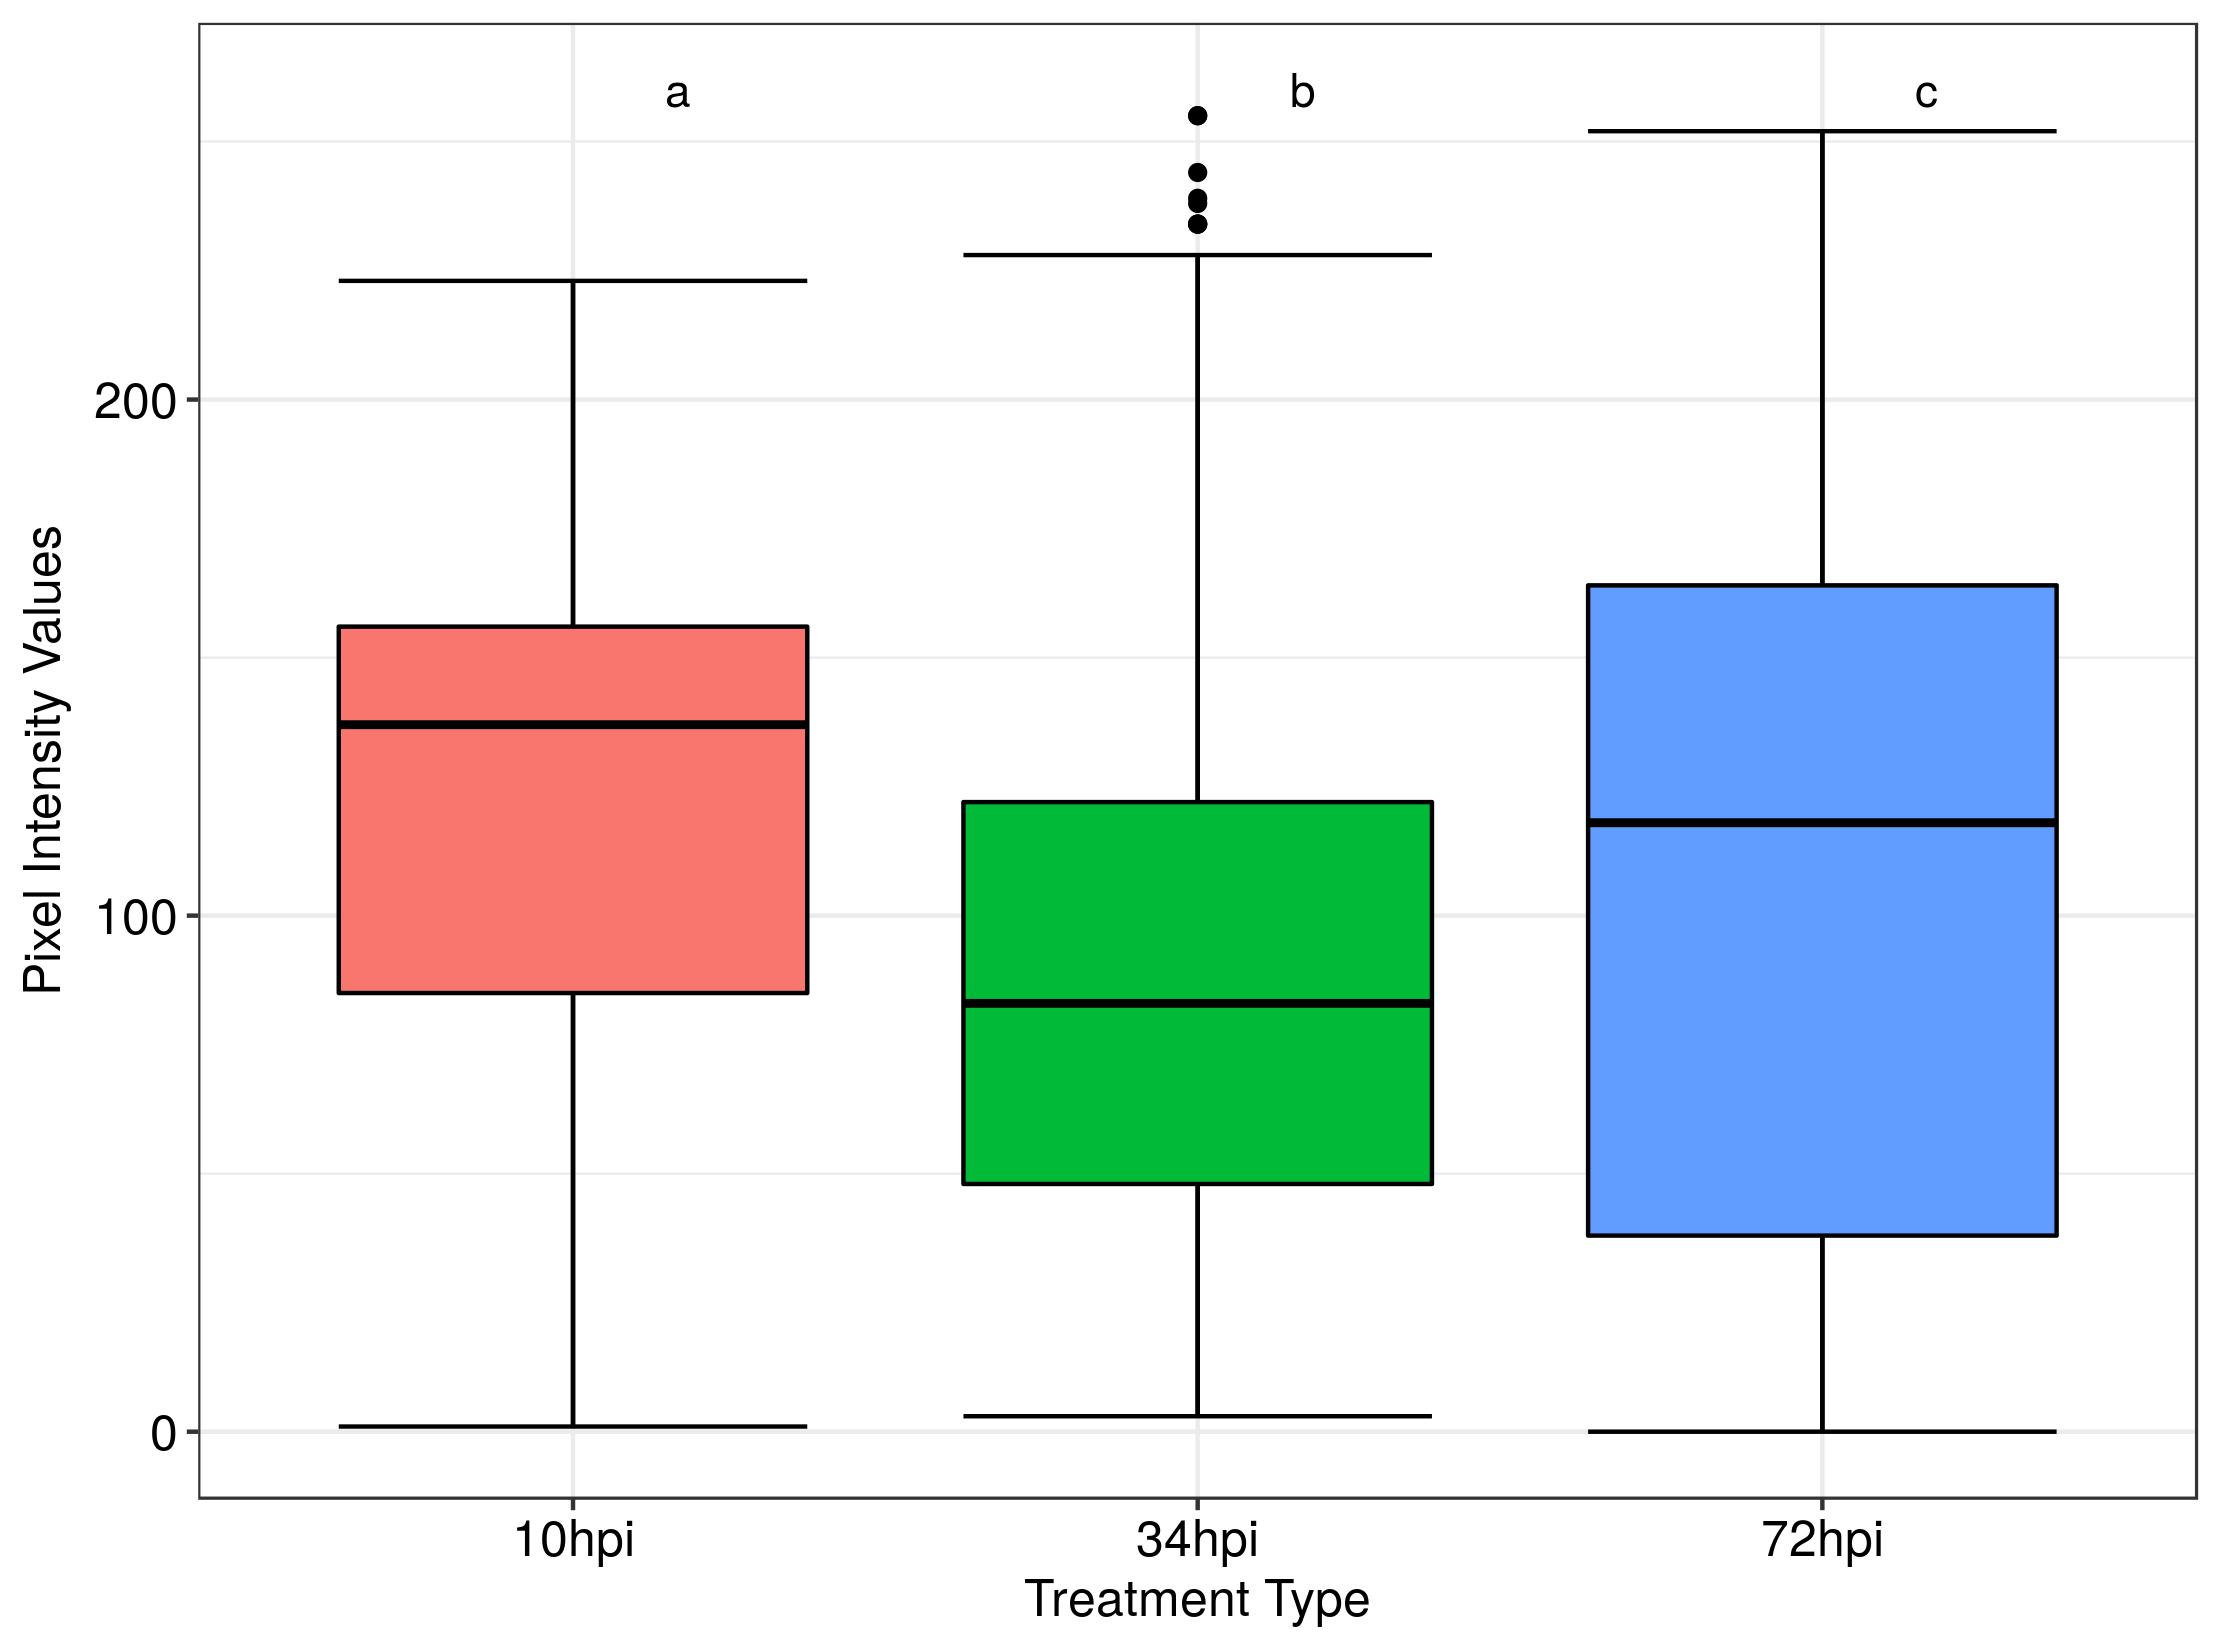 a
b
c
Pixel Intensity Values
200
100
0
10hpi
34hpi
72hpi
Treatment Type